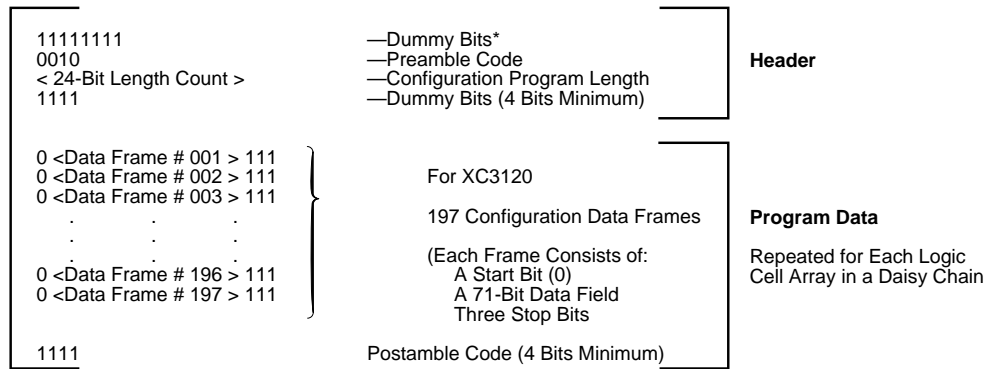 11111111 —Dummy Bits*
0010 —Preamble Code
< 24-Bit Length Count > —Configuration Program Length
1111 —Dummy Bits (4 Bits Minimum)
Header
0 <Data Frame # 001 > 111
0 <Data Frame # 002 > 111
0 <Data Frame # 003 > 111
. . .
. . .
. . .
0 <Data Frame # 196 > 111
0 <Data Frame # 197 > 111
For XC3120
197 Configuration Data Frames
(Each Frame Consists of:
A Start Bit (0)
A 71-Bit Data Field
Three Stop Bits
Program Data
Repeated for Each Logic
Cell Array in a Daisy Chain
1111 Postamble Code (4 Bits Minimum)